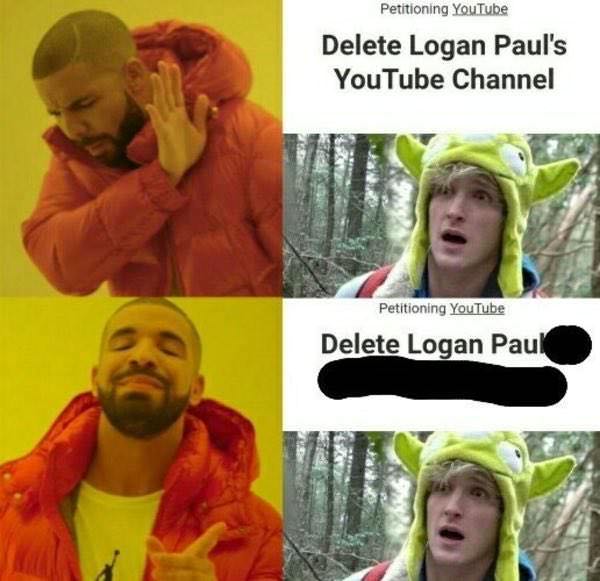 Petitioning YouTube
Delete Logan Paul's
YouTube Channel
Petitioning YouTube
Delete Logan Paul